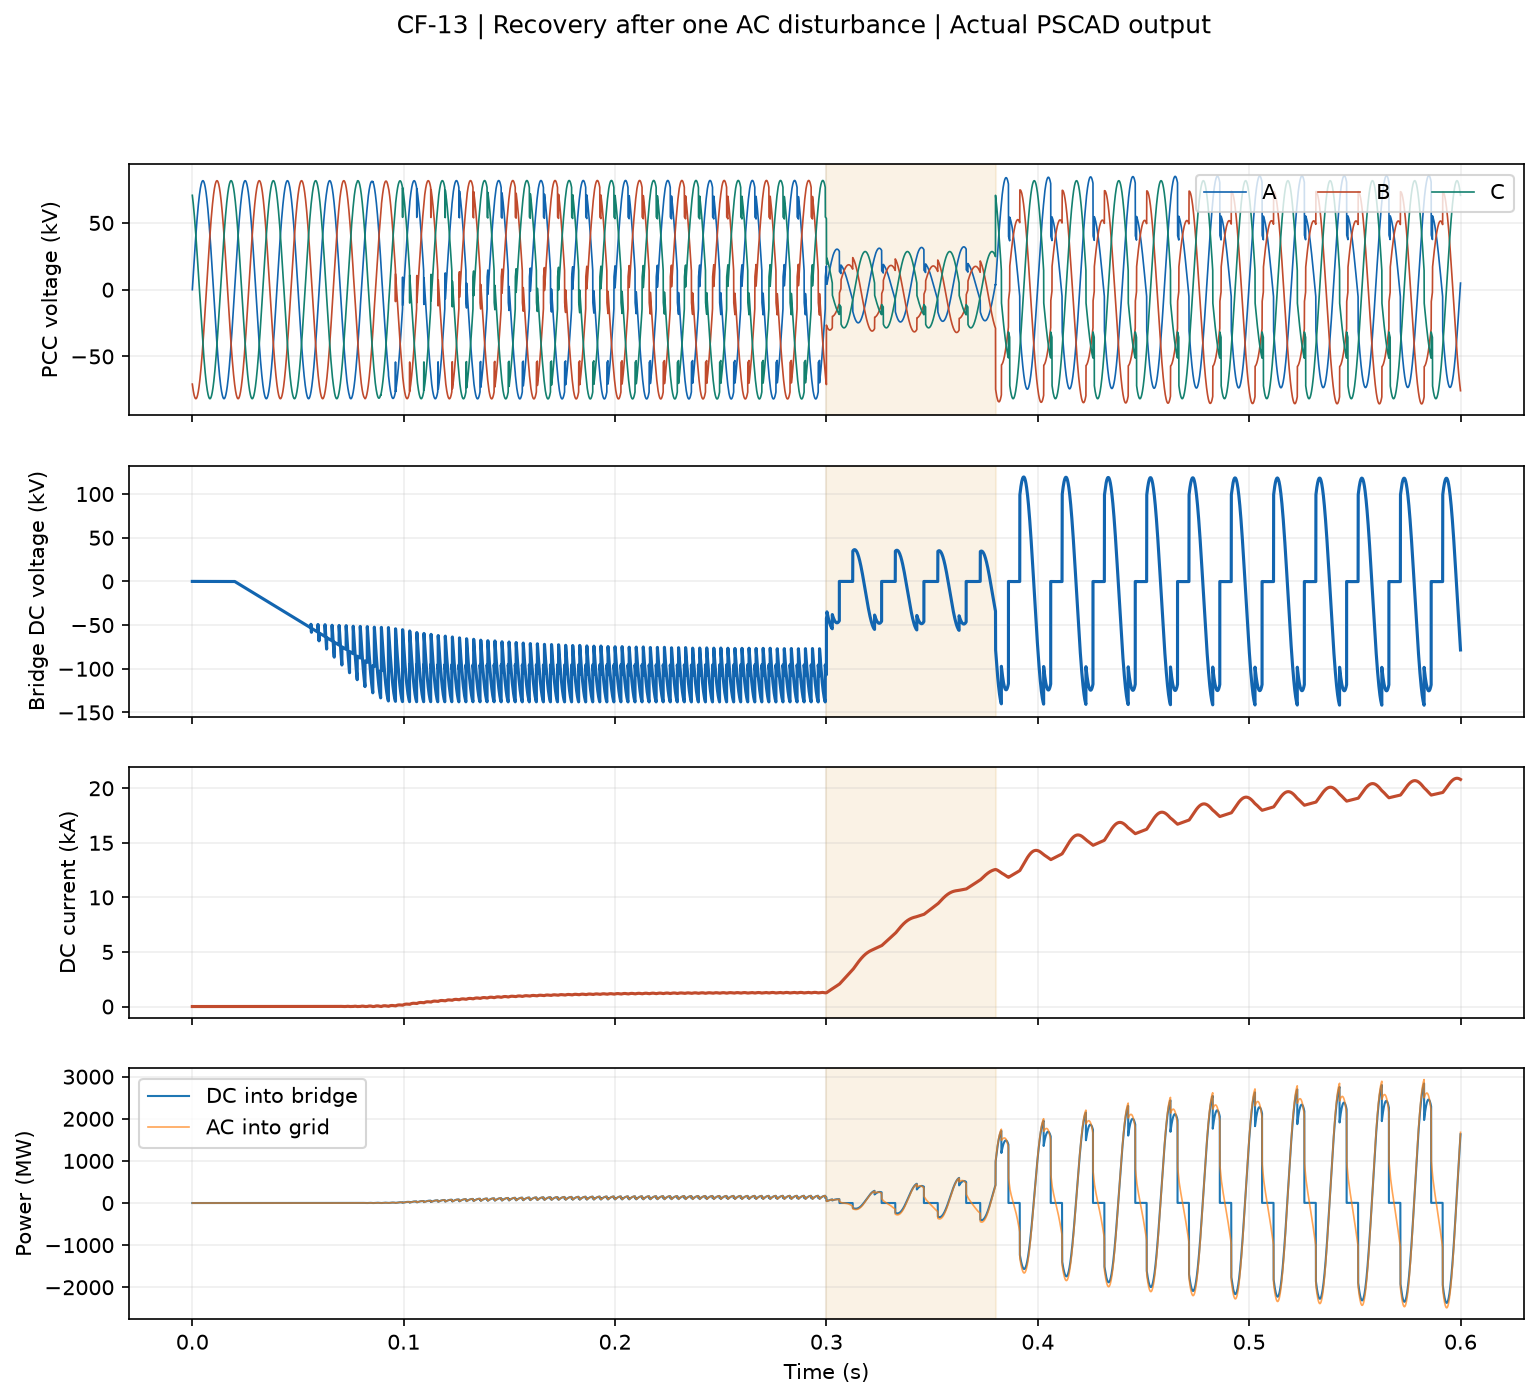 CF-13 | Recovery after one AC disturbance | Actual PSCAD output
PCC voltage (kV)
50
0
−50
A B C
Bridge DC voltage (kV)
100
50
0
−50
−100
−150
DC current (kA)
20
15
10
5
0
Power (MW)
3000
2000
1000
0
−1000
−2000
DC into bridge
AC into grid
0.0 0.1 0.2 0.3 0.4 0.5 0.6
Time (s)